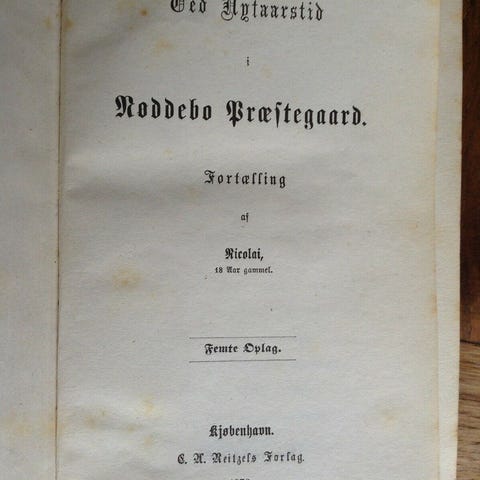 Ved Nytaarstid
i
Nøddebo Præstegaard.
Fortælling
af
Nicolai,
18 Aar gammel.
Femte Oplag.
Kjøbenhavn.
C. A. Reitzels Forlag.